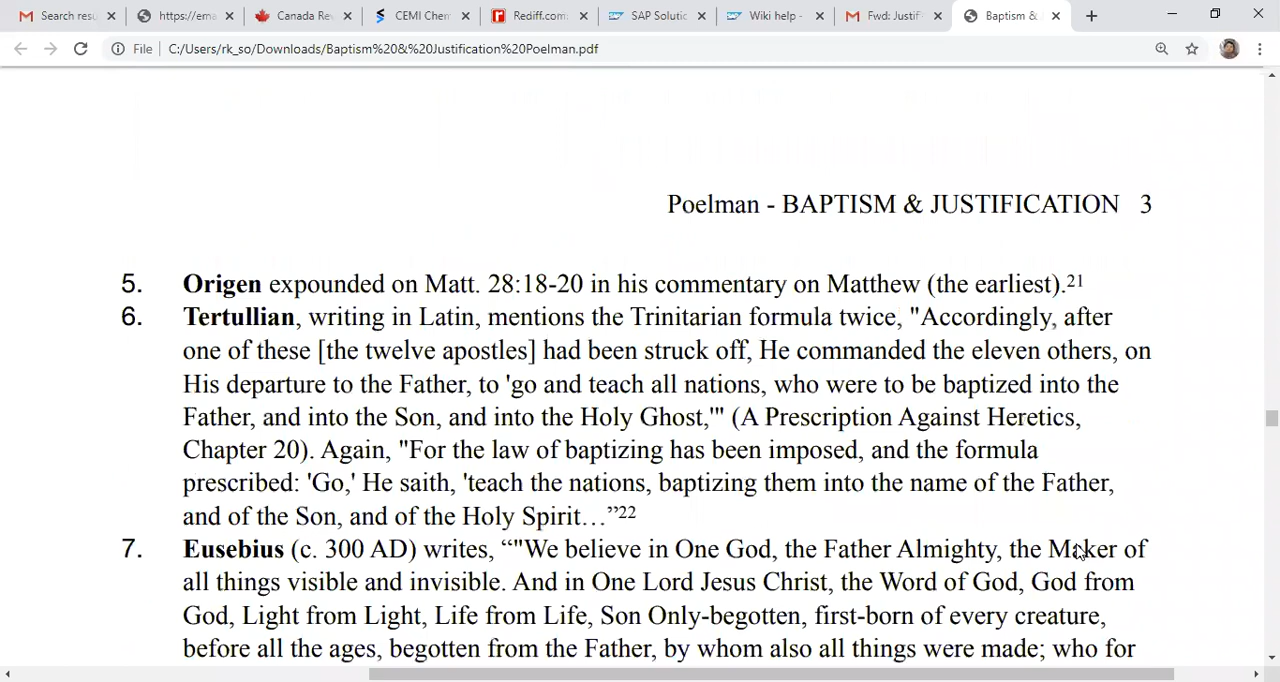 Search resu
https://ema
Canada Re
CEMI Chem
Rediff.com:
SAP Solutic
Wiki help -
Fwd: Justif
Baptism &
File C:/Users/rk_so/Downloads/Baptism%20&%20Justification%20Poelman.pdf
Poelman - BAPTISM & JUSTIFICATION 3
5. Origen expounded on Matt. 28:18-20 in his commentary on Matthew (the earliest).21
6. Tertullian, writing in Latin, mentions the Trinitarian formula twice, "Accordingly, after
one of these [the twelve apostles] had been struck off, He commanded the eleven others, on
His departure to the Father, to 'go and teach all nations, who were to be baptized into the
Father, and into the Son, and into the Holy Ghost,'" (A Prescription Against Heretics,
Chapter 20). Again, "For the law of baptizing has been imposed, and the formula
prescribed: 'Go,' He saith, 'teach the nations, baptizing them into the name of the Father,
and of the Son, and of the Holy Spirit…”22
7. Eusebius (c. 300 AD) writes, “"We believe in One God, the Father Almighty, the Maker of
all things visible and invisible. And in One Lord Jesus Christ, the Word of God, God from
God, Light from Light, Life from Life, Son Only-begotten, first-born of every creature,
before all the ages, begotten from the Father, by whom also all things were made; who for